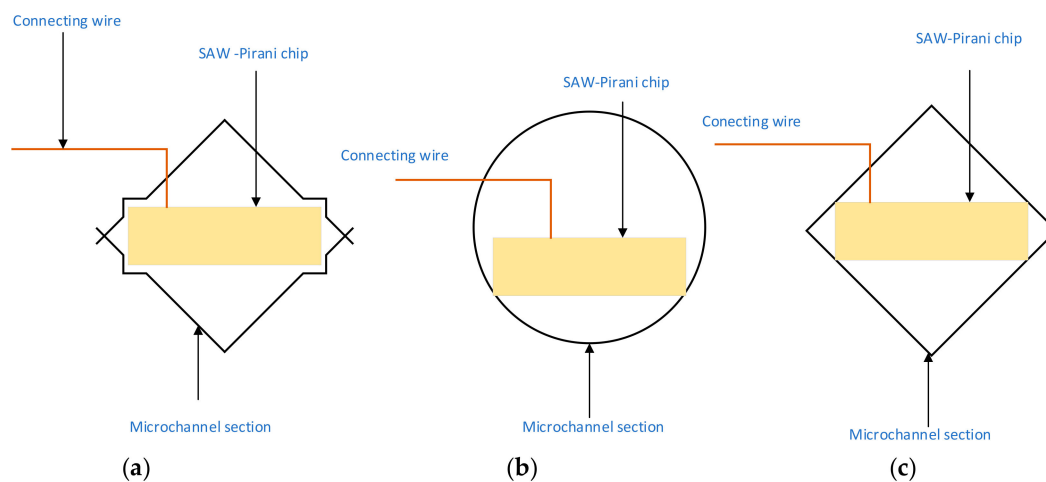 Connecting wire
SAW -Pirani chip
Microchannel section
(a)
SAW-Pirani chip
Connecting wire
Microchannel section
(b)
SAW-Pirani chip
Conecting wire
Microchannel section
(c)